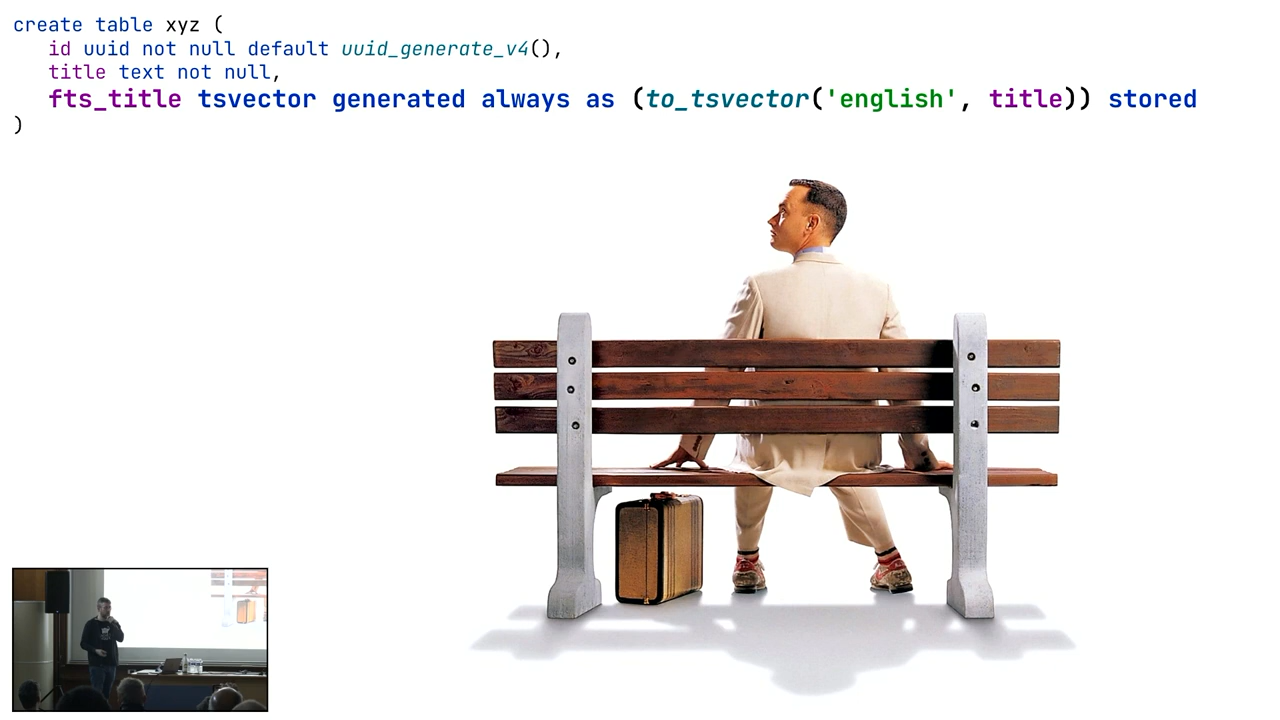 create table xyz (
id uuid not null default uuid_generate_v4(),
title text not null,
fts_title tsvector generated always as (to_tsvector('english', title)) stored
)